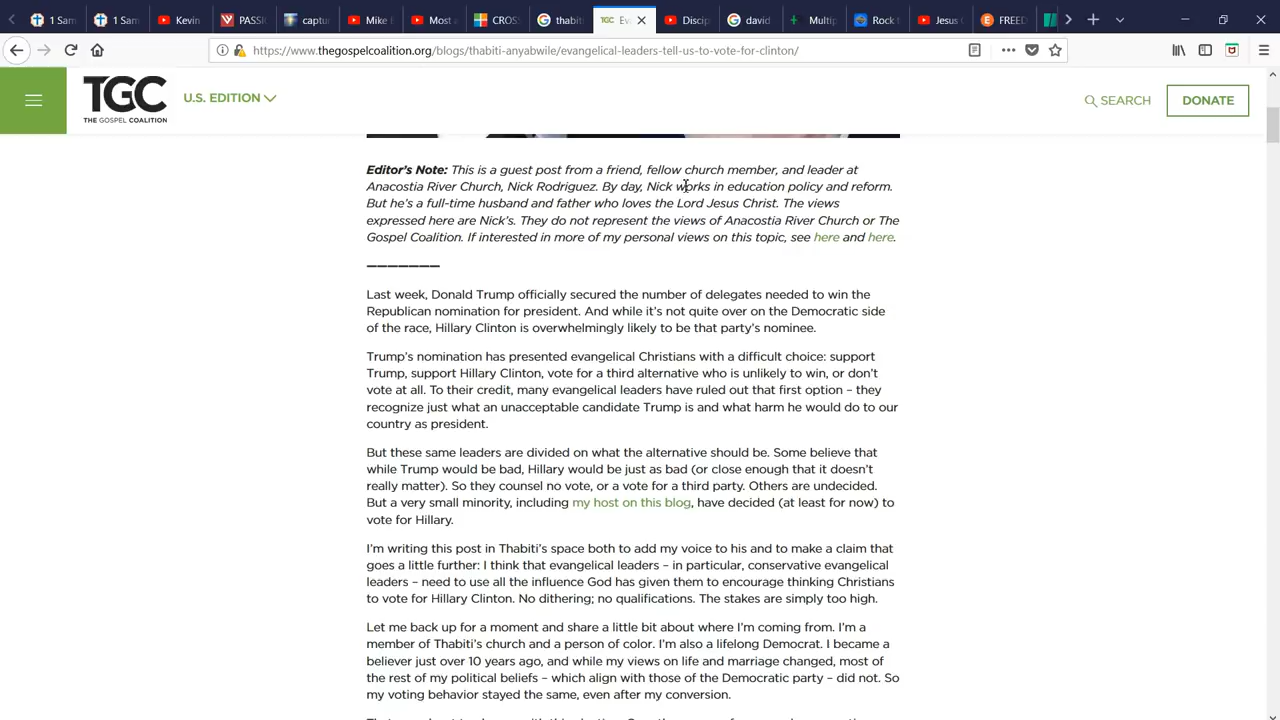 1 Sam
1 Sam
Kevin
PASSI
captu
Mike E
Most a
CROSS
thabiti
TGC Ev
Discip
david
Multip
Rock t
Jesus C
FREED
https://www.thegospelcoalition.org/blogs/thabiti-anyabwile/evangelical-leaders-tell-us-to-vote-for-clinton/
TGC
THE GOSPEL COALITION
U.S. EDITION
SEARCH
DONATE
Editor's Note: This is a guest post from a friend, fellow church member, and leader at
Anacostia River Church, Nick Rodriguez. By day, Nick works in education policy and reform.
But he's a full-time husband and father who loves the Lord Jesus Christ. The views
expressed here are Nick's. They do not represent the views of Anacostia River Church or The
Gospel Coalition. If interested in more of my personal views on this topic, see here and here.
———————
Last week, Donald Trump officially secured the number of delegates needed to win the
Republican nomination for president. And while it's not quite over on the Democratic side
of the race, Hillary Clinton is overwhelmingly likely to be that party's nominee.
Trump's nomination has presented evangelical Christians with a difficult choice: support
Trump, support Hillary Clinton, vote for a third alternative who is unlikely to win, or don't
vote at all. To their credit, many evangelical leaders have ruled out that first option – they
recognize just what an unacceptable candidate Trump is and what harm he would do to our
country as president.
But these same leaders are divided on what the alternative should be. Some believe that
while Trump would be bad, Hillary would be just as bad (or close enough that it doesn't
really matter). So they counsel no vote, or a vote for a third party. Others are undecided.
But a very small minority, including my host on this blog, have decided (at least for now) to
vote for Hillary.
I'm writing this post in Thabiti's space both to add my voice to his and to make a claim that
goes a little further: I think that evangelical leaders – in particular, conservative evangelical
leaders – need to use all the influence God has given them to encourage thinking Christians
to vote for Hillary Clinton. No dithering; no qualifications. The stakes are simply too high.
Let me back up for a moment and share a little bit about where I'm coming from. I'm a
member of Thabiti's church and a person of color. I'm also a lifelong Democrat. I became a
believer just over 10 years ago, and while my views on life and marriage changed, most of
the rest of my political beliefs – which align with those of the Democratic party – did not. So
my voting behavior stayed the same, even after my conversion.